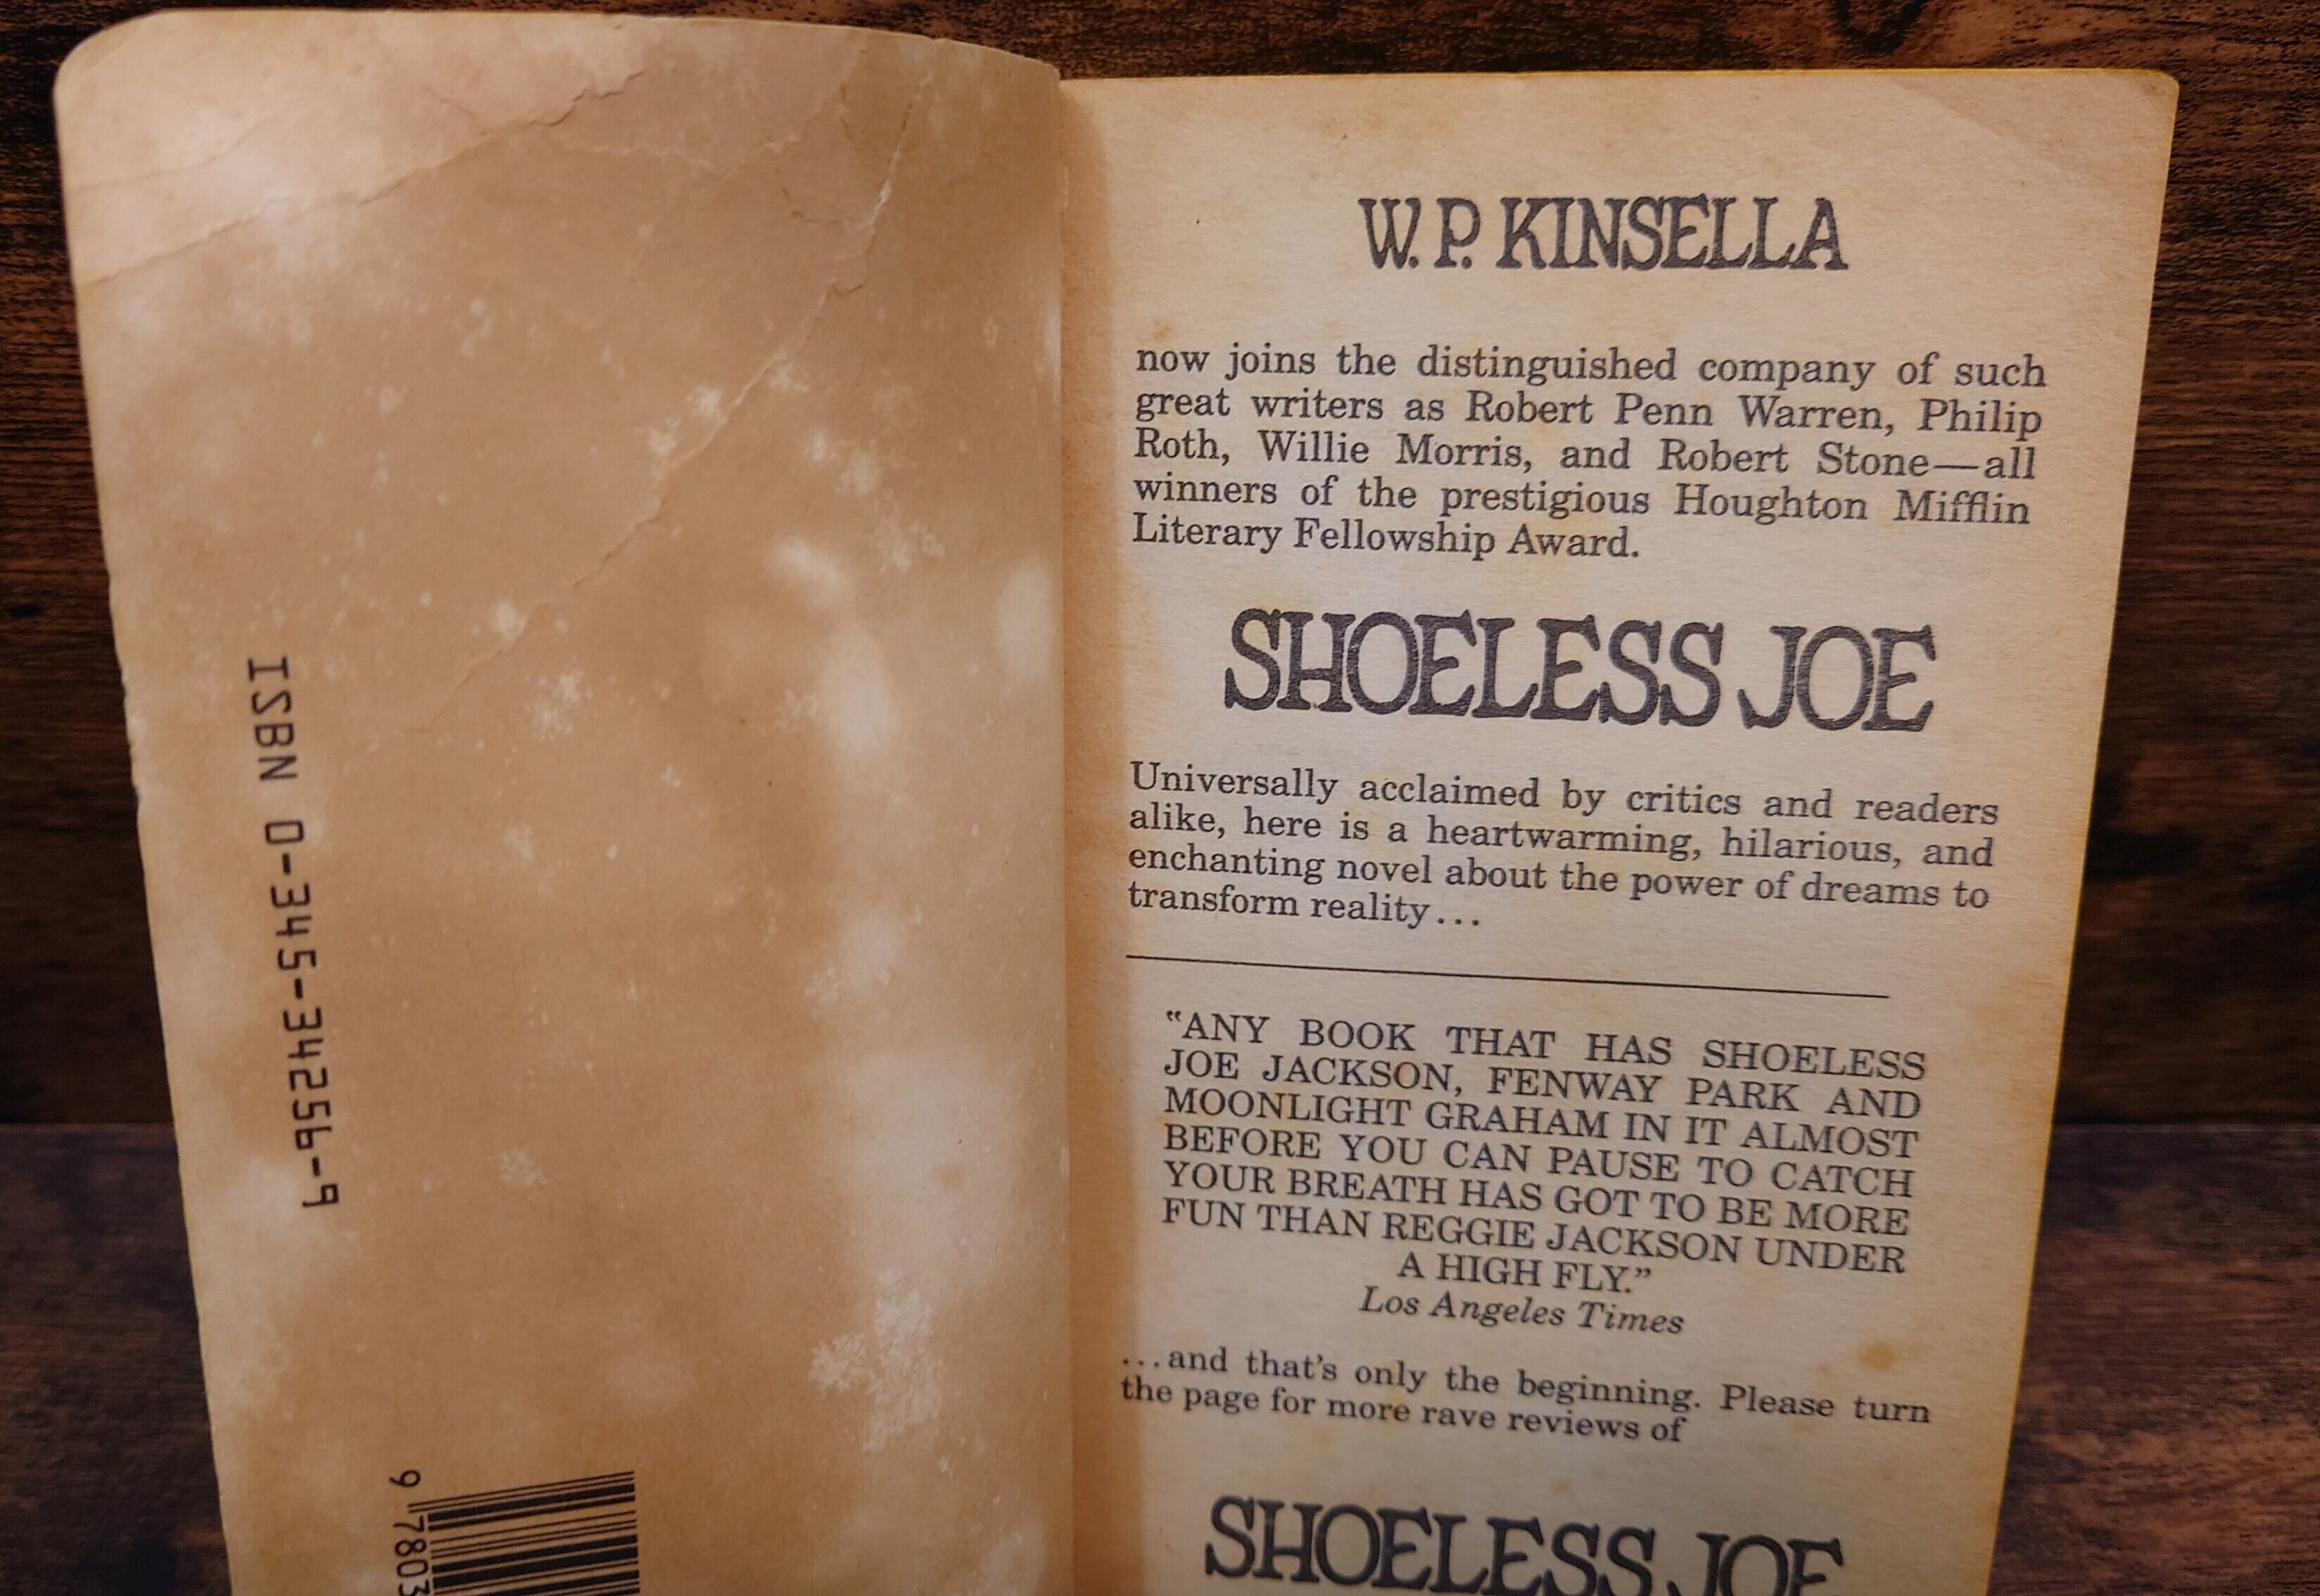 ISBN 0-345-34256-9
9 7803
W. P. KINSELLA
now joins the distinguished company of such
great writers as Robert Penn Warren, Philip
Roth, Willie Morris, and Robert Stone—all
winners of the prestigious Houghton Mifflin
Literary Fellowship Award.
SHOELESS JOE
Universally acclaimed by critics and readers
alike, here is a heartwarming, hilarious, and
enchanting novel about the power of dreams to
transform reality...
"ANY BOOK THAT HAS SHOELESS
JOE JACKSON, FENWAY PARK AND
MOONLIGHT GRAHAM IN IT ALMOST
BEFORE YOU CAN PAUSE TO CATCH
YOUR BREATH HAS GOT TO BE MORE
FUN THAN REGGIE JACKSON UNDER
A HIGH FLY."
Los Angeles Times
...and that's only the beginning. Please turn
the page for more rave reviews of
SHOELESS JOE